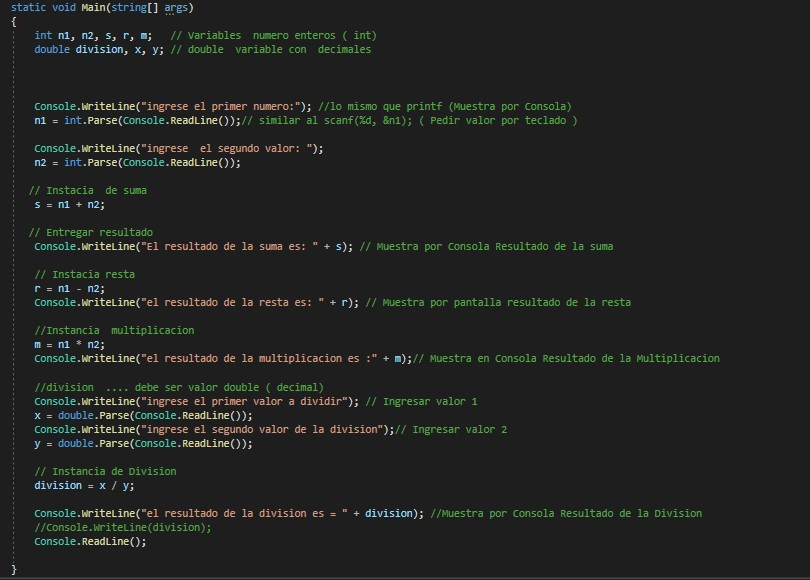 static void Main(string[] args)
{
int n1, n2, s, r, m;   // Variables  numero enteros ( int)
double division, x, y; // double  variable con  decimales
Console.WriteLine("ingrese el primer numero:"); //lo mismo que printf (Muestra por Consola)
n1 = int.Parse(Console.ReadLine());// similar al scanf(%d, &n1); ( Pedir valor por teclado )
Console.WriteLine("ingrese  el segundo valor: ");
n2 = int.Parse(Console.ReadLine());
// Instacia  de suma
s = n1 + n2;
// Entregar resultado
Console.WriteLine("El resultado de la suma es: " + s); // Muestra por Consola Resultado de la suma
// Instacia resta
r = n1 - n2;
Console.WriteLine("el resultado de la resta es: " + r); // Muestra por pantalla resultado de la resta
//Instancia  multiplicacion
m = n1 * n2;
Console.WriteLine("el resultado de la multiplicacion es :" + m);// Muestra en Consola Resultado de la Multiplicacion
//division  .... debe ser valor double ( decimal)
Console.WriteLine("ingrese el primer valor a dividir"); // Ingresar valor 1
x = double.Parse(Console.ReadLine());
Console.WriteLine("ingrese el segundo valor de la division");// Ingresar valor 2
y = double.Parse(Console.ReadLine());
// Instancia de Division
division = x / y;
Console.WriteLine("el resultado de la division es = " + division); //Muestra por Consola Resultado de la Division
//Console.WriteLine(division);
Console.ReadLine();
}